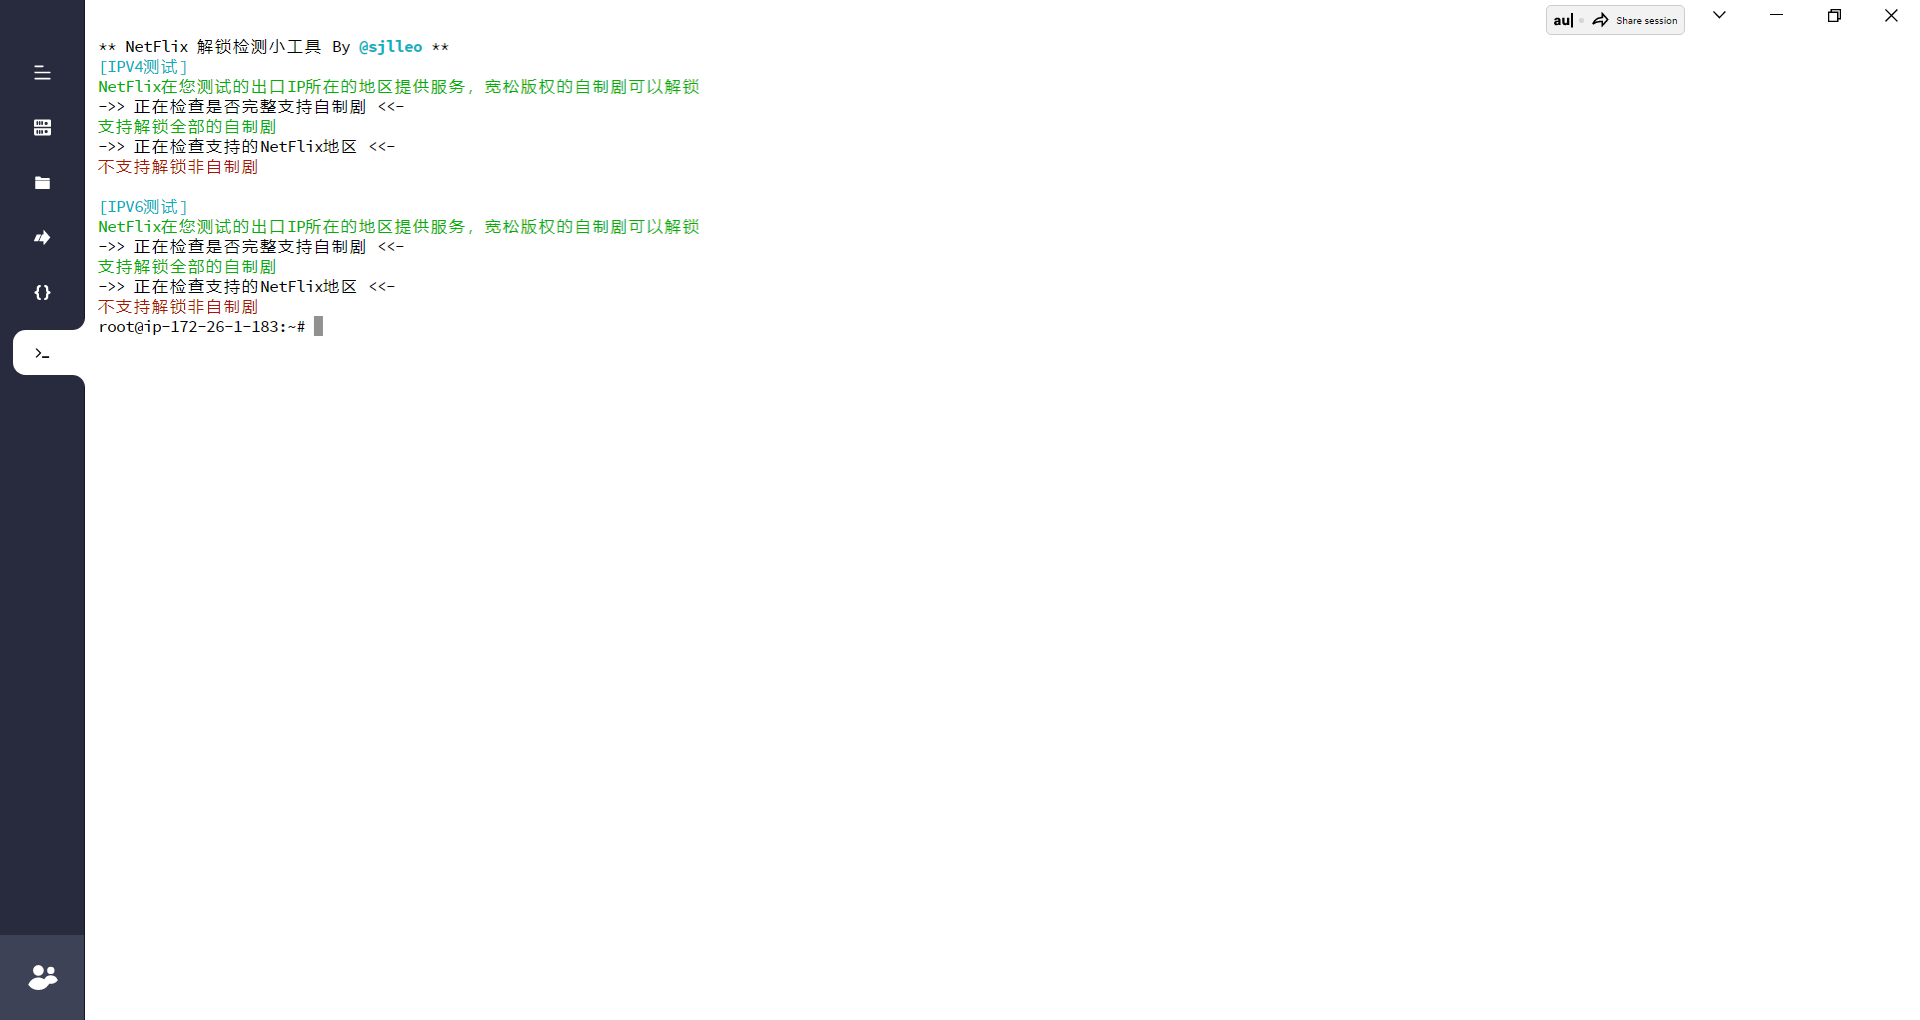 au|
Share session
** NetFlix 解锁检测小工具 By @sjlleo **
[IPV4测试]
NetFlix在您测试的出口IP所在的地区提供服务，宽松版权的自制剧可以解锁
->> 正在检查是否完整支持自制剧 <<-
支持解锁全部的自制剧
->> 正在检查支持的NetFlix地区 <<-
不支持解锁非自制剧
[IPV6测试]
NetFlix在您测试的出口IP所在的地区提供服务，宽松版权的自制剧可以解锁
->> 正在检查是否完整支持自制剧 <<-
支持解锁全部的自制剧
->> 正在检查支持的NetFlix地区 <<-
不支持解锁非自制剧
root@ip-172-26-1-183:~#